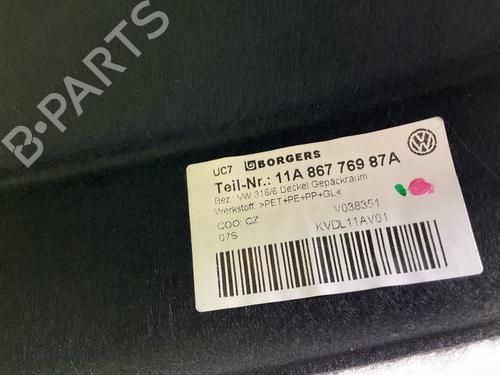 B-PARTS
UC7 BORGERS
Teil-Nr.: 11A 867 769 87A
Bez.: VW 316/6 Deckel Gepäckraum
Werkstoff: >PET+PE+PP+GL<
COO: CZ V038351
07S KVDL11AV01